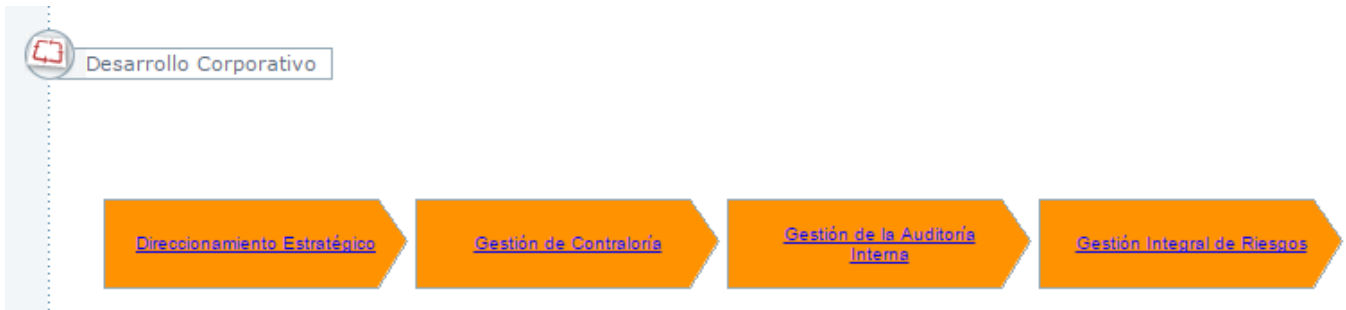 Desarrollo Corporativo
Direccionamiento Estratégico
Gestión de Contraloría
Gestión de la Auditoría
Interna
Gestión Integral de Riesgos